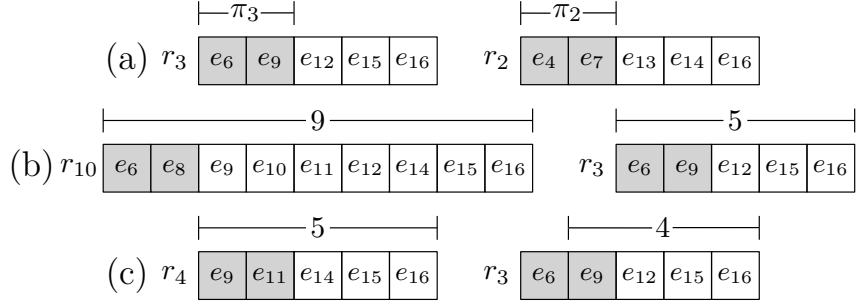 π₃ π₂
(a) r₃ e₆ e₉ e₁₂ e₁₅ e₁₆ r₂ e₄ e₇ e₁₃ e₁₄ e₁₆
9 5
(b) r₁₀ e₆ e₈ e₉ e₁₀ e₁₁ e₁₂ e₁₄ e₁₅ e₁₆ r₃ e₆ e₉ e₁₂ e₁₅ e₁₆
5 4
(c) r₄ e₉ e₁₁ e₁₄ e₁₅ e₁₆ r₃ e₆ e₉ e₁₂ e₁₅ e₁₆